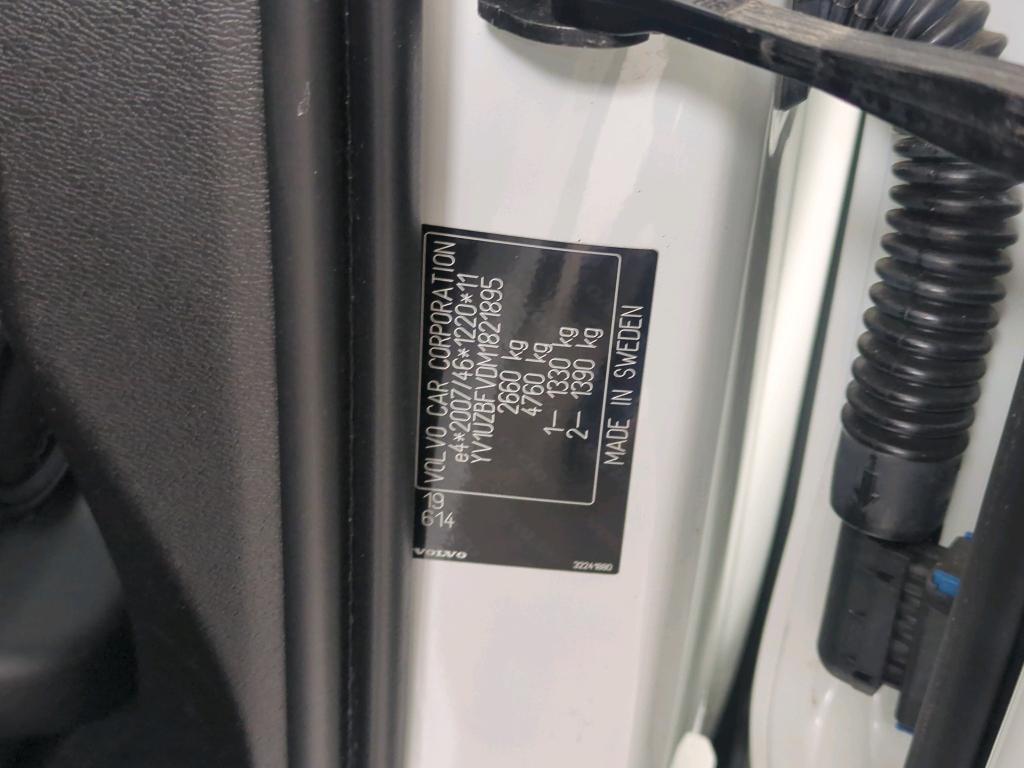 VOLVO CAR CORPORATION
e4*2007/46*1220*11
YV1UZBFVDM1821895
2660 kg
4760 kg
1– 1330 kg
2– 1390 kg
MADE IN SWEDEN
614
VOLVO
32241880